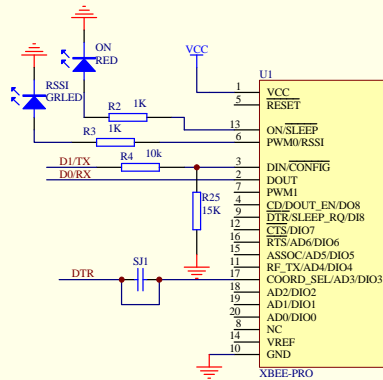 ON
RED
VCC
RSSI
GRLED
U1
R2 1K
1 VCC
5 RESET
R3 1K
13 ON/SLEEP
6 PWM0/RSSI
D1/TX R4 10k
3 DIN/CONFIG
D0/RX
2 DOUT
7 PWM1
4 CD/DOUT_EN/DO8
R25
15K
9 DTR/SLEEP_RQ/DI8
12 CTS/DIO7
16 RTS/AD6/DIO6
15 ASSOC/AD5/DIO5
SJ1
11 RF_TX/AD4/DIO4
DTR
17 COORD_SEL/AD3/DIO3
18 AD2/DIO2
19 AD1/DIO1
20 AD0/DIO0
8 NC
14 VREF
10 GND
XBEE-PRO